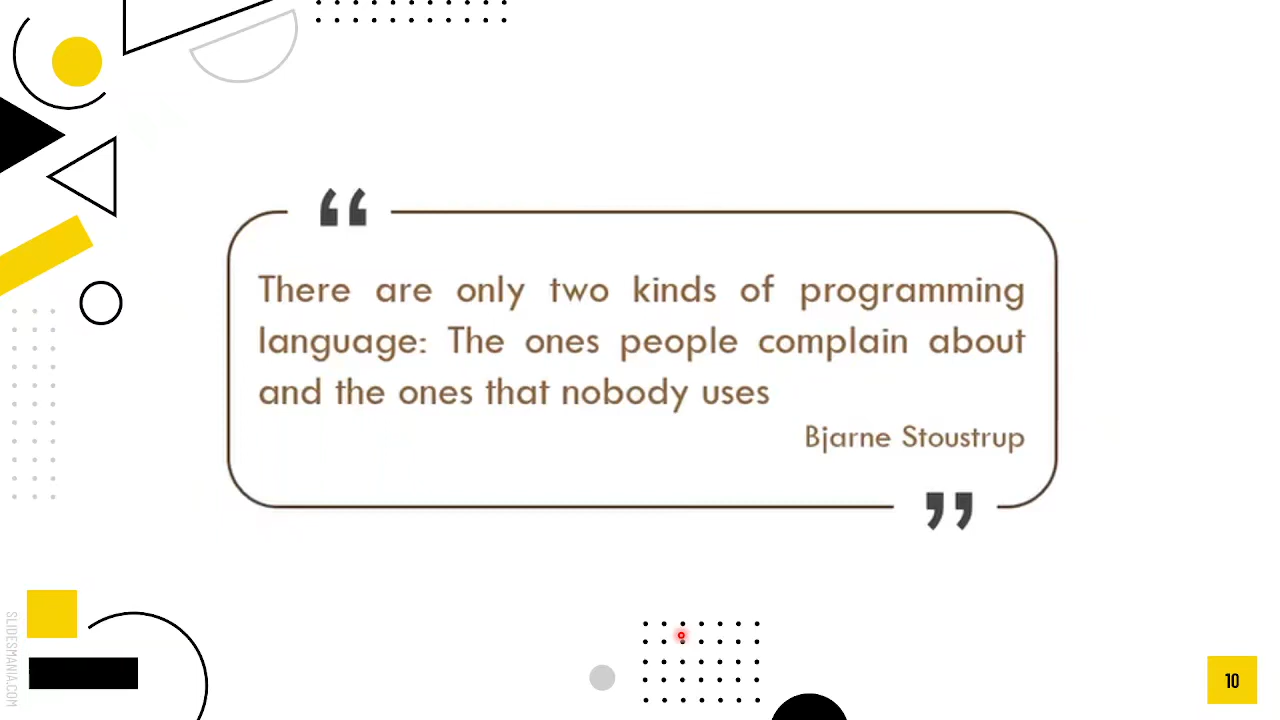 There are only two kinds of programming
language: The ones people complain about
and the ones that nobody uses
Bjarne Stoustrup
SLIDESMANIA.COM
10